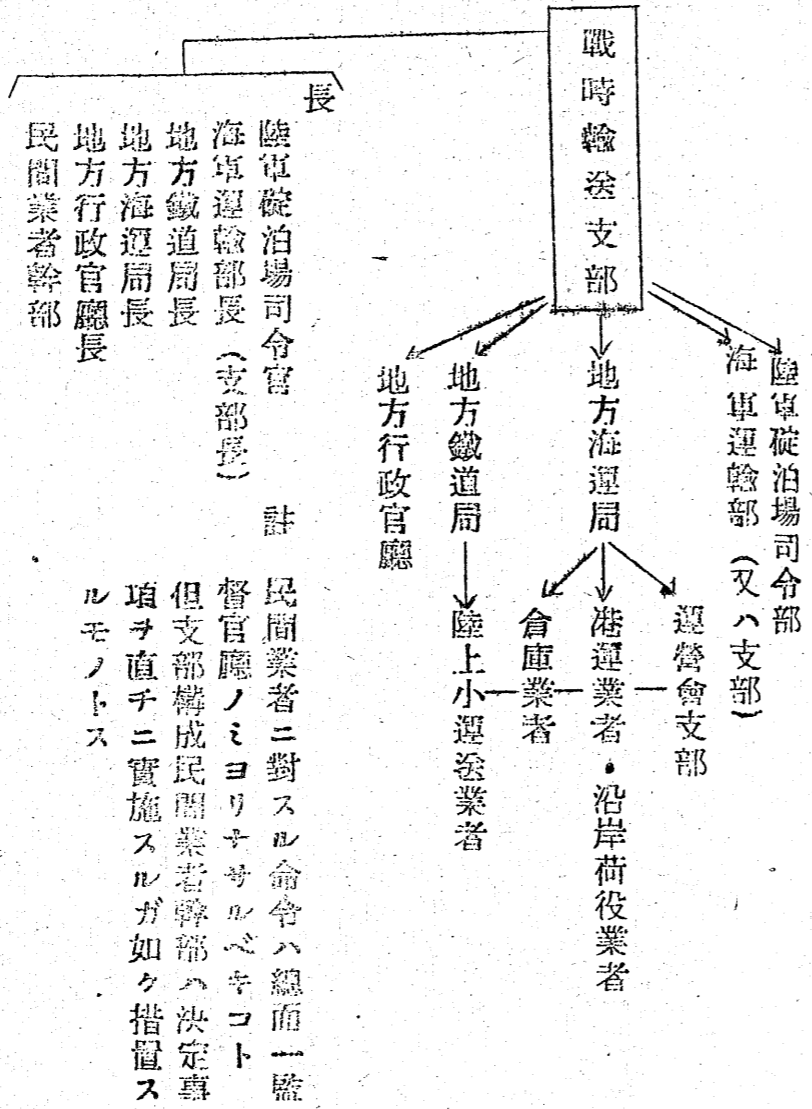 戰時輸送支部
陸軍碇泊場司令部
海軍運輸部（又ハ支部）
地方海運局
地方鐵道局
地方行政官廳
運營會支部
港運業者・沿岸荷役業者
倉庫業者
陸上小運送業者
長
陸軍碇泊場司令官
海軍運輸部長（支部長）
地方鐵道局長
地方海運局長
地方行政官廳長
民間業者幹部
註
民間業者ニ對スル命令ハ總而一監
督官廳ノミヨリナサルベキコト
但支部構成民間業者幹部ハ決定事
項ヲ直チニ實施スルガ如ク措置ス
ルモノトス